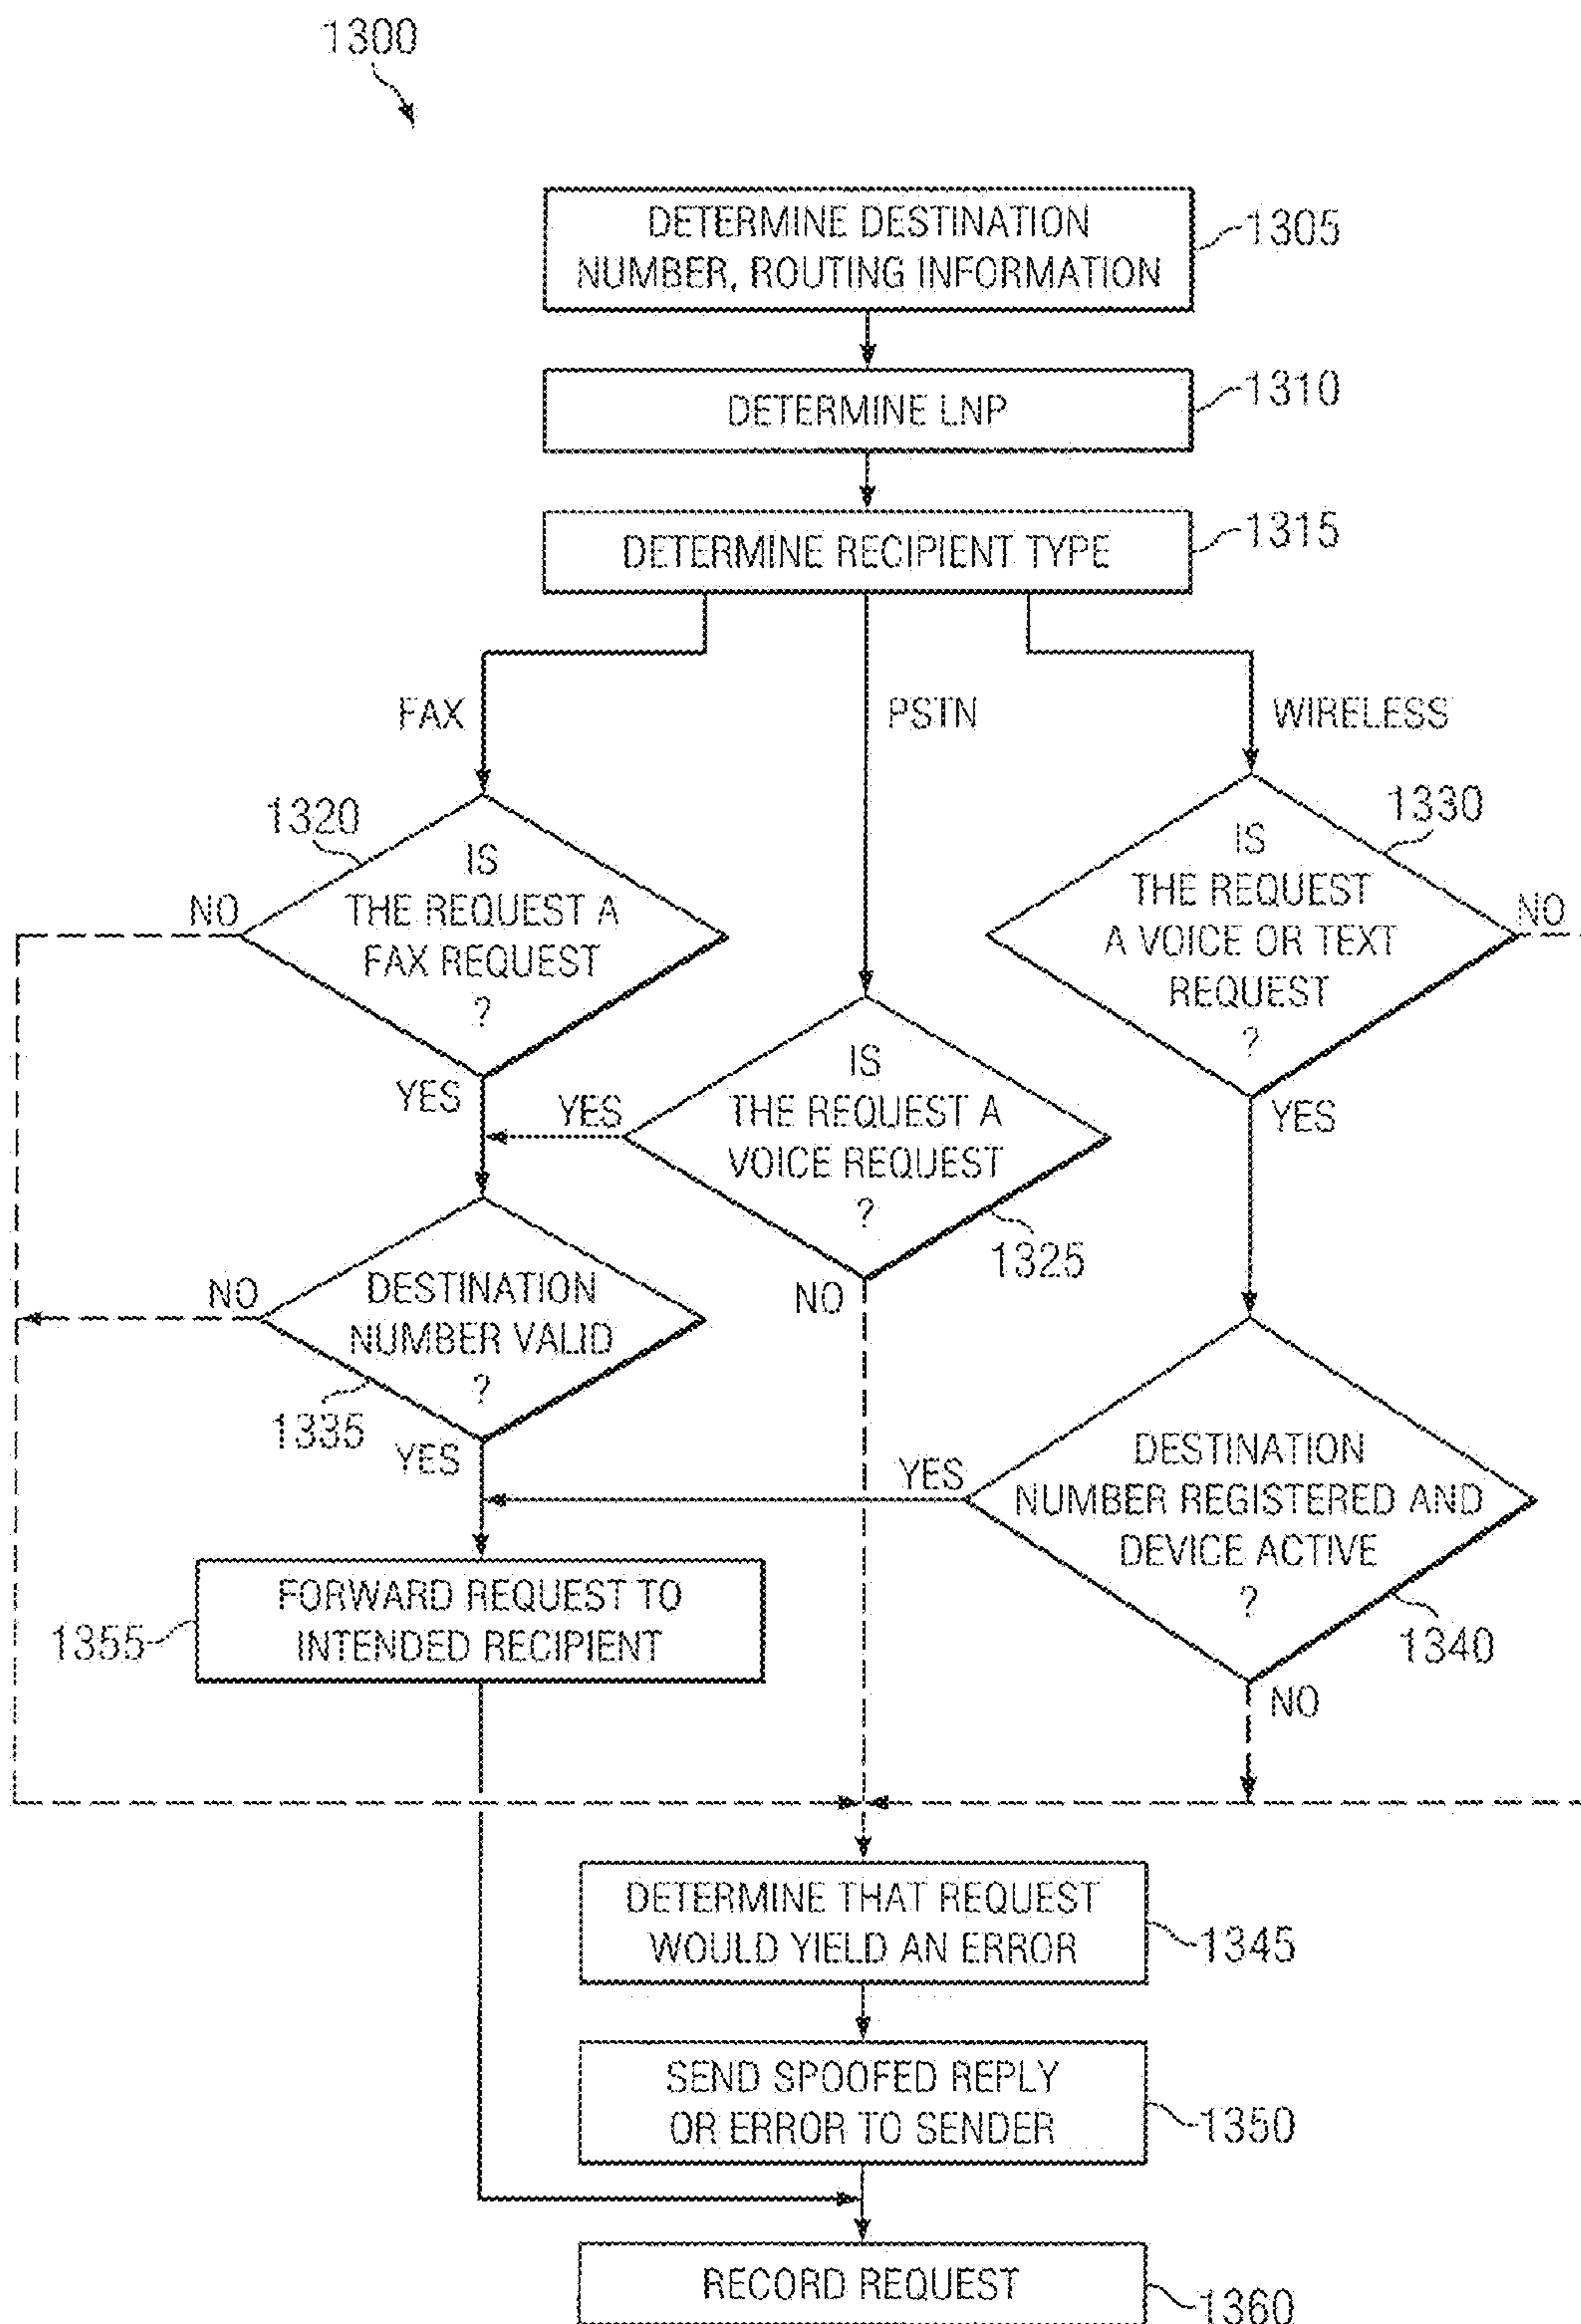 1300
DETERMINE DESTINATION
NUMBER, ROUTING INFORMATION
1305
DETERMINE LNP
1310
DETERMINE RECIPIENT TYPE
1315
FAX
PSTN
WIRELESS
1320
IS
THE REQUEST A
FAX REQUEST
?
NO
YES
1330
IS
THE REQUEST
A VOICE OR TEXT
REQUEST
?
NO
YES
IS
THE REQUEST A
VOICE REQUEST
?
YES
1325
NO
DESTINATION
NUMBER VALID
?
NO
1335
YES
DESTINATION
NUMBER REGISTERED AND
DEVICE ACTIVE
?
YES
1340
NO
FORWARD REQUEST TO
INTENDED RECIPIENT
1355
DETERMINE THAT REQUEST
WOULD YIELD AN ERROR
1345
SEND SPOOFED REPLY
OR ERROR TO SENDER
1350
RECORD REQUEST
1360